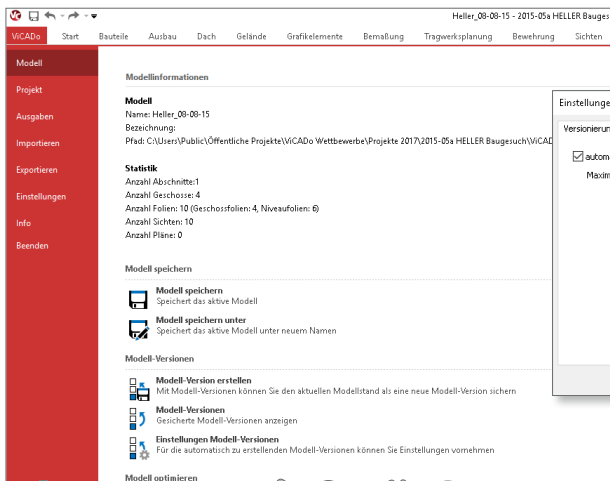 Heller_08-08-15 - 2015-05a HELLER Bauges
ViCADo Start Bauteile Ausbau Dach Gelände Grafikelemente Bemaßung Tragwerksplanung Bewehrung Sichten
Modell
Projekt
Ausgaben
Importieren
Exportieren
Einstellungen
Info
Beenden
Modellinformationen
Modell
Name: Heller_08-08-15
Bezeichnung:
Pfad: C:\Users\Public\Öffentliche Projekte\ViCADo Wettbewerbe\Projekte 2017\2015-05a HELLER Baugesuch\ViCAD
Statistik
Anzahl Abschnitte:1
Anzahl Geschosse: 4
Anzahl Folien: 10 (Geschossfolien: 4, Niveaufolien: 6)
Anzahl Sichten: 10
Anzahl Pläne: 0
Modell speichern
Modell speichern
Speichert das aktive Modell
Modell speichern unter
Speichert das aktive Modell unter neuem Namen
Modell-Versionen
Modell-Version erstellen
Mit Modell-Versionen können Sie den aktuellen Modellstand als eine neue Modell-Version sichern
Modell-Versionen
Gesicherte Modell-Versionen anzeigen
Einstellungen Modell-Versionen
Für die automatisch zu erstellenden Modell-Versionen können Sie Einstellungen vornehmen
Modell optimieren
Einstellunge
Versionierun
autom
Maxim